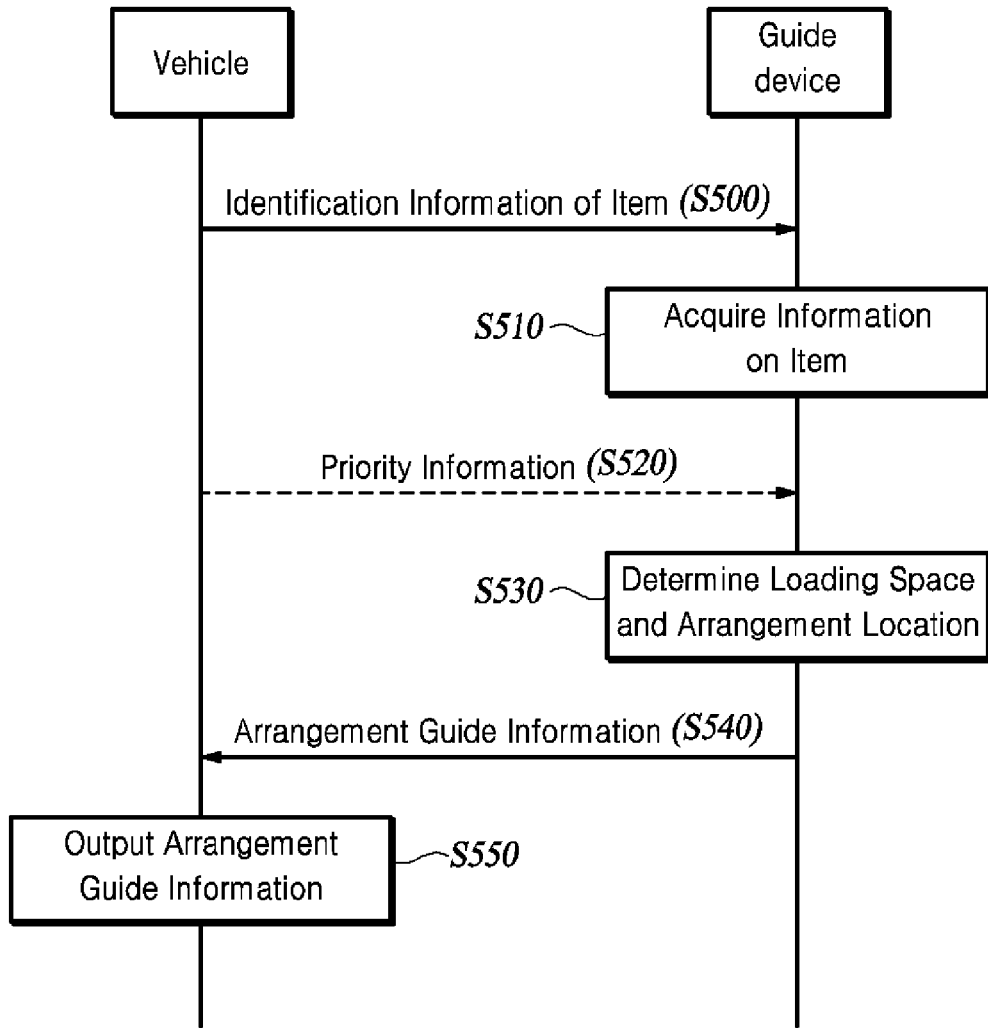 Vehicle
Guide
device
Identification Information of Item (S500)
S510
Acquire Information
on Item
Priority Information (S520)
S530
Determine Loading Space
and Arrangement Location
Arrangement Guide Information (S540)
Output Arrangement
Guide Information
S550